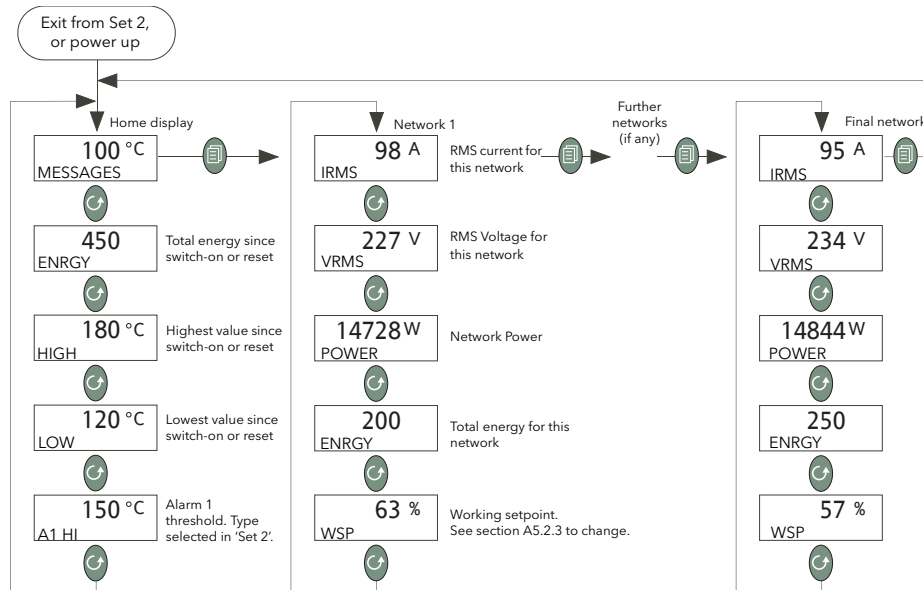 Exit from Set 2,
or power up
Home display
100 °C
MESSAGES
450
ENRGY
Total energy since
switch-on or reset
180 °C
HIGH
Highest value since
switch-on or reset
120 °C
LOW
Lowest value since
switch-on or reset
150 °C
A1 HI
Alarm 1
threshold. Type
selected in ‘Set 2’.
Network 1
98 A
IRMS
RMS current for
this network
227 V
VRMS
RMS Voltage for
this network
14728 W
POWER
Network Power
200
ENRGY
Total energy for this
network
63 %
WSP
Working setpoint.
See section A5.2.3 to change.
Further
networks
(if any)
Final network
95 A
IRMS
234 V
VRMS
14844 W
POWER
250
ENRGY
57 %
WSP